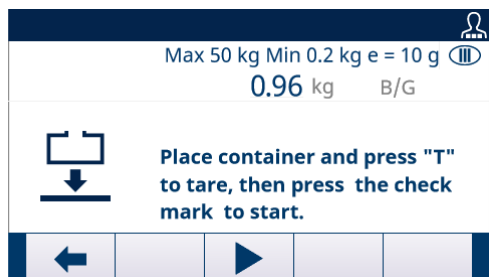 Max 50 kg Min 0.2 kg e = 10 g III
0.96 kg B/G
Place container and press "T"
to tare, then press the check
mark to start.